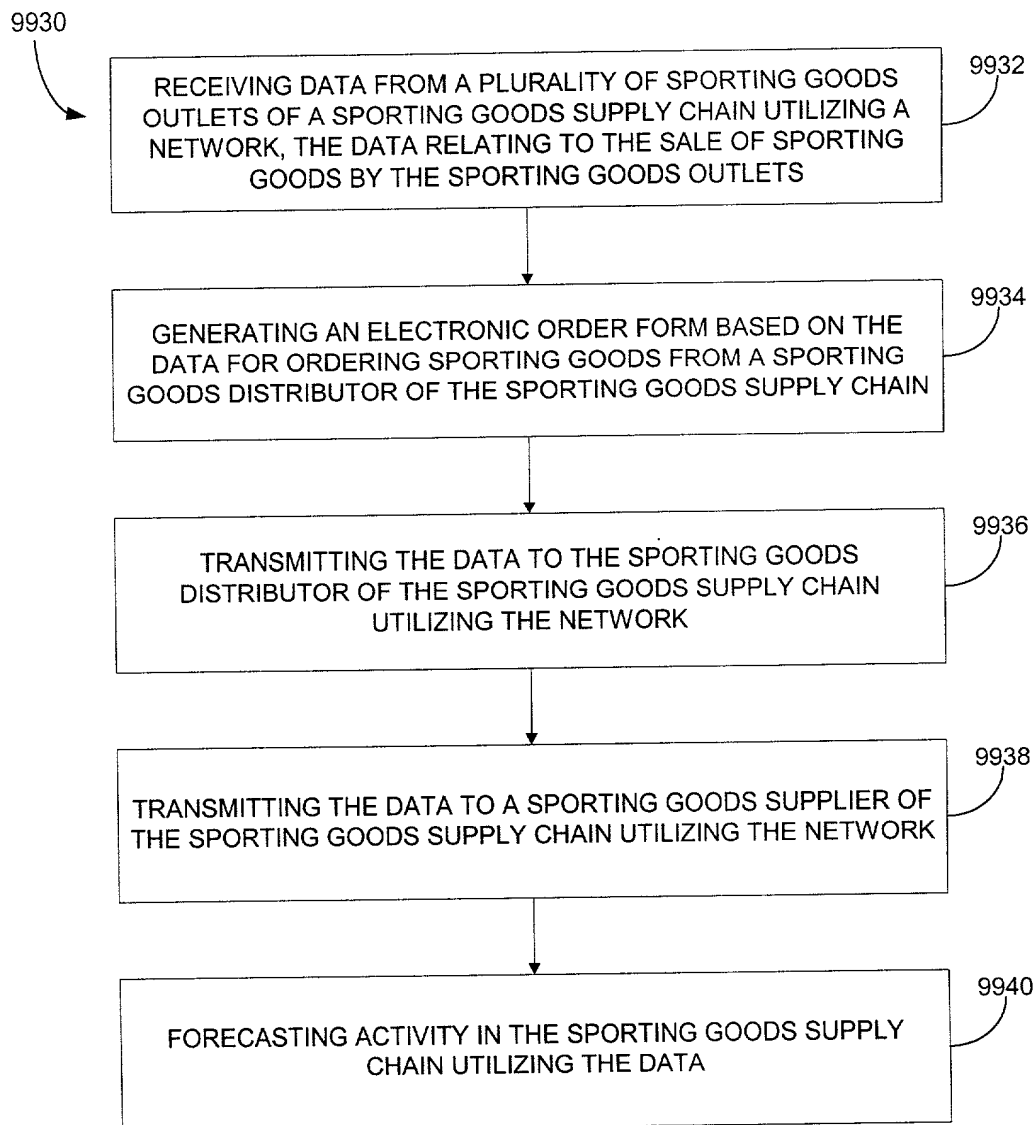 9930
9932
RECEIVING DATA FROM A PLURALITY OF SPORTING GOODS
OUTLETS OF A SPORTING GOODS SUPPLY CHAIN UTILIZING A
NETWORK, THE DATA RELATING TO THE SALE OF SPORTING
GOODS BY THE SPORTING GOODS OUTLETS
9934
GENERATING AN ELECTRONIC ORDER FORM BASED ON THE
DATA FOR ORDERING SPORTING GOODS FROM A SPORTING
GOODS DISTRIBUTOR OF THE SPORTING GOODS SUPPLY CHAIN
9936
TRANSMITTING THE DATA TO THE SPORTING GOODS
DISTRIBUTOR OF THE SPORTING GOODS SUPPLY CHAIN
UTILIZING THE NETWORK
9938
TRANSMITTING THE DATA TO A SPORTING GOODS SUPPLIER OF
THE SPORTING GOODS SUPPLY CHAIN UTILIZING THE NETWORK
9940
FORECASTING ACTIVITY IN THE SPORTING GOODS SUPPLY
CHAIN UTILIZING THE DATA